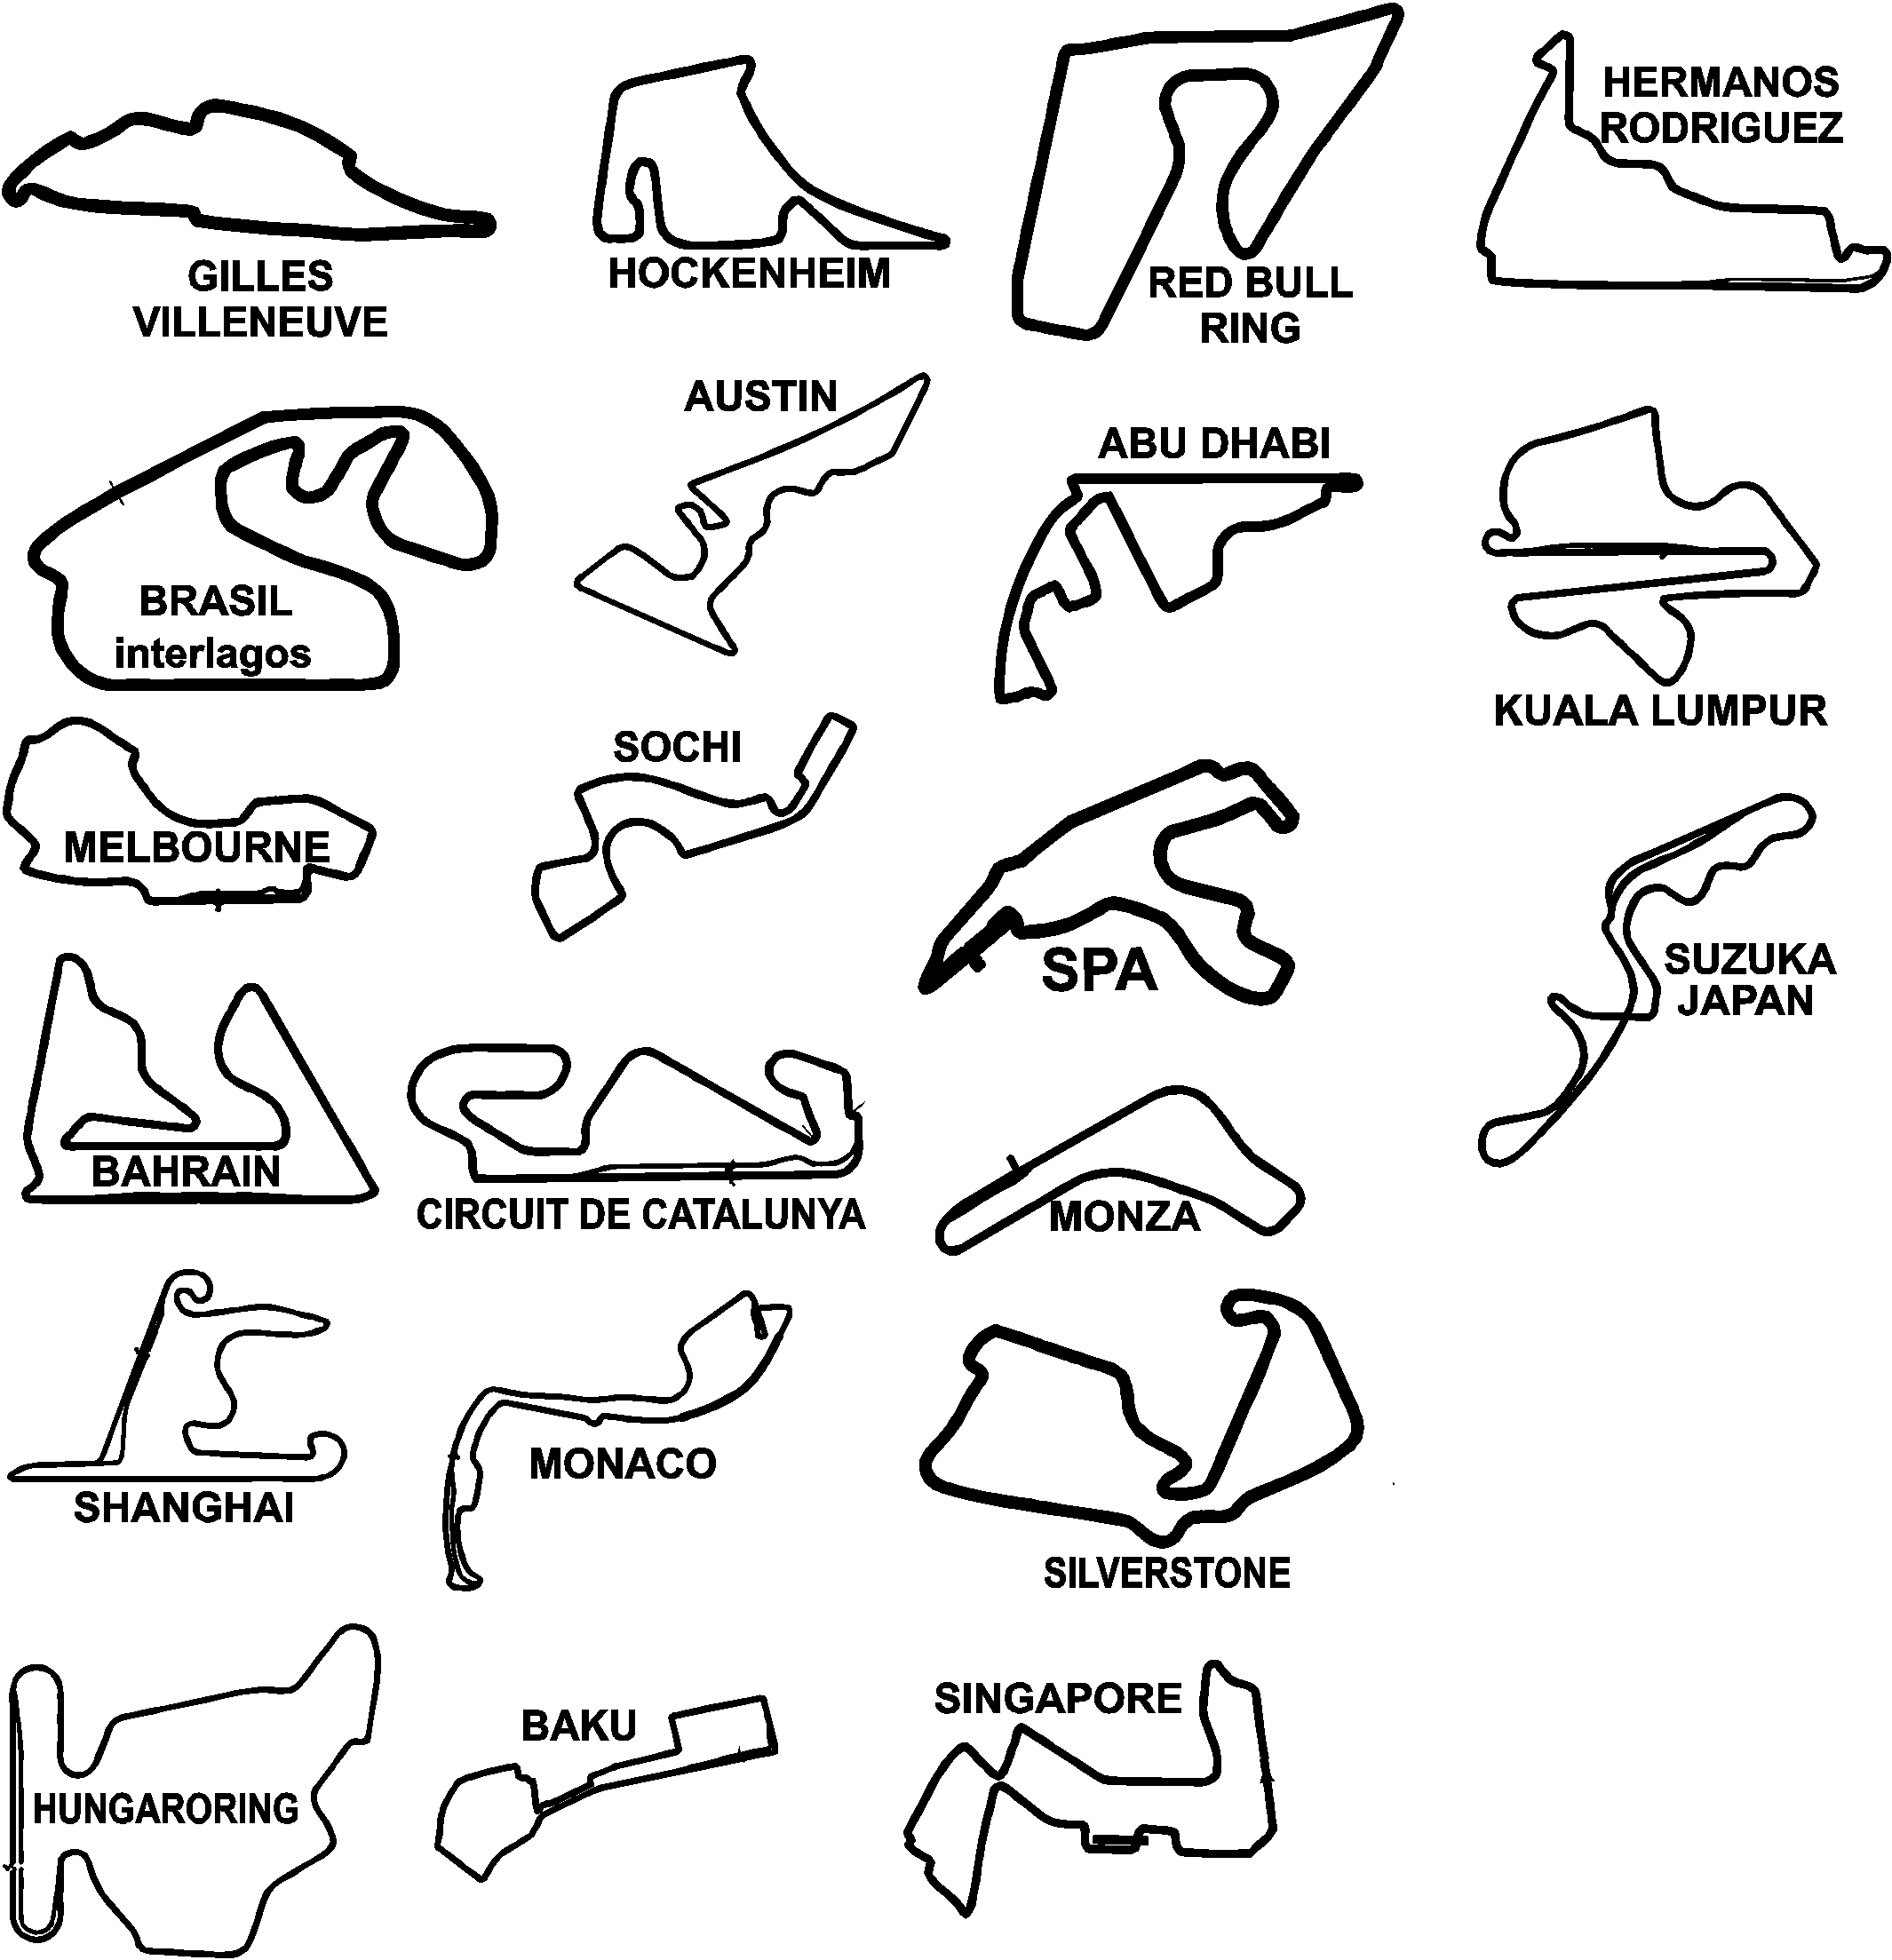 GILLES
VILLENEUVE
HOCKENHEIM
RED BULL
RING
HERMANOS
RODRIGUEZ
BRASIL
interlagos
AUSTIN
ABU DHABI
KUALA LUMPUR
MELBOURNE
SOCHI
SPA
SUZUKA
JAPAN
BAHRAIN
CIRCUIT DE CATALUNYA
MONZA
SHANGHAI
MONACO
SILVERSTONE
HUNGARORING
BAKU
SINGAPORE